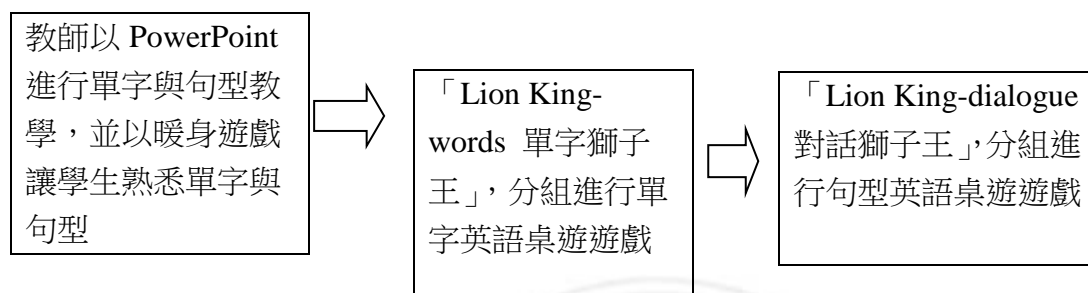 教師以 PowerPoint
進行單字與句型教
學，並以暖身遊戲
讓學生熟悉單字與
句型
「Lion King-
words 單字獅子
王」，分組進行單
字英語桌遊遊戲
「Lion King-dialogue
對話獅子王」，分組進
行句型英語桌遊遊戲